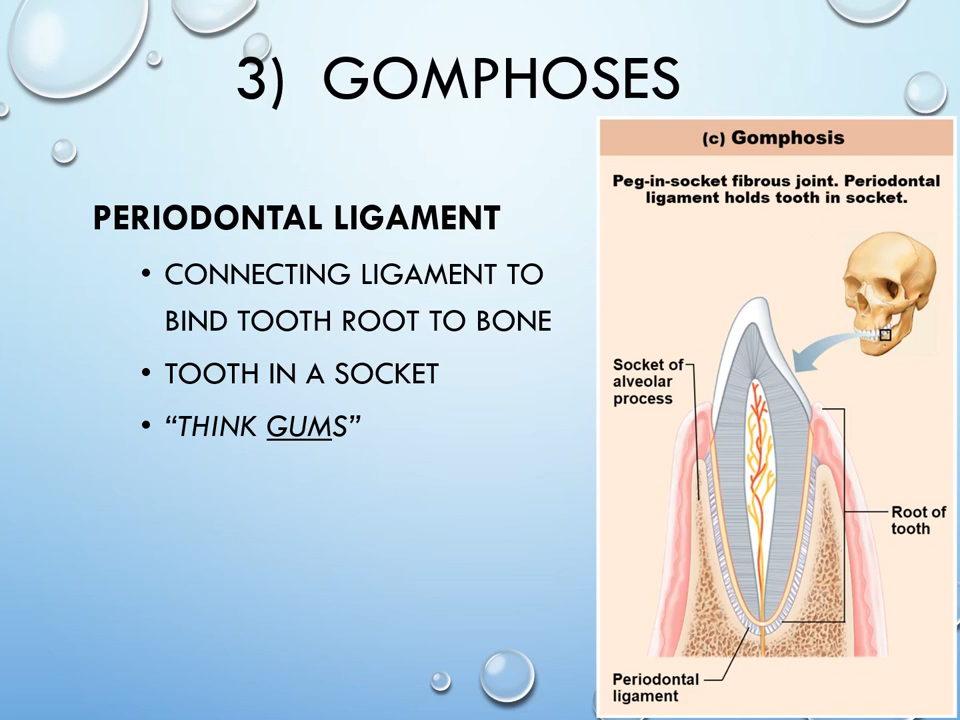 3) GOMPHOSES
PERIODONTAL LIGAMENT
• CONNECTING LIGAMENT TO
BIND TOOTH ROOT TO BONE
• TOOTH IN A SOCKET
• “THINK GUMS”
(c) Gomphosis
Peg-in-socket fibrous joint. Periodontal
ligament holds tooth in socket.
Socket of
alveolar
process
Root of
tooth
Periodontal
ligament